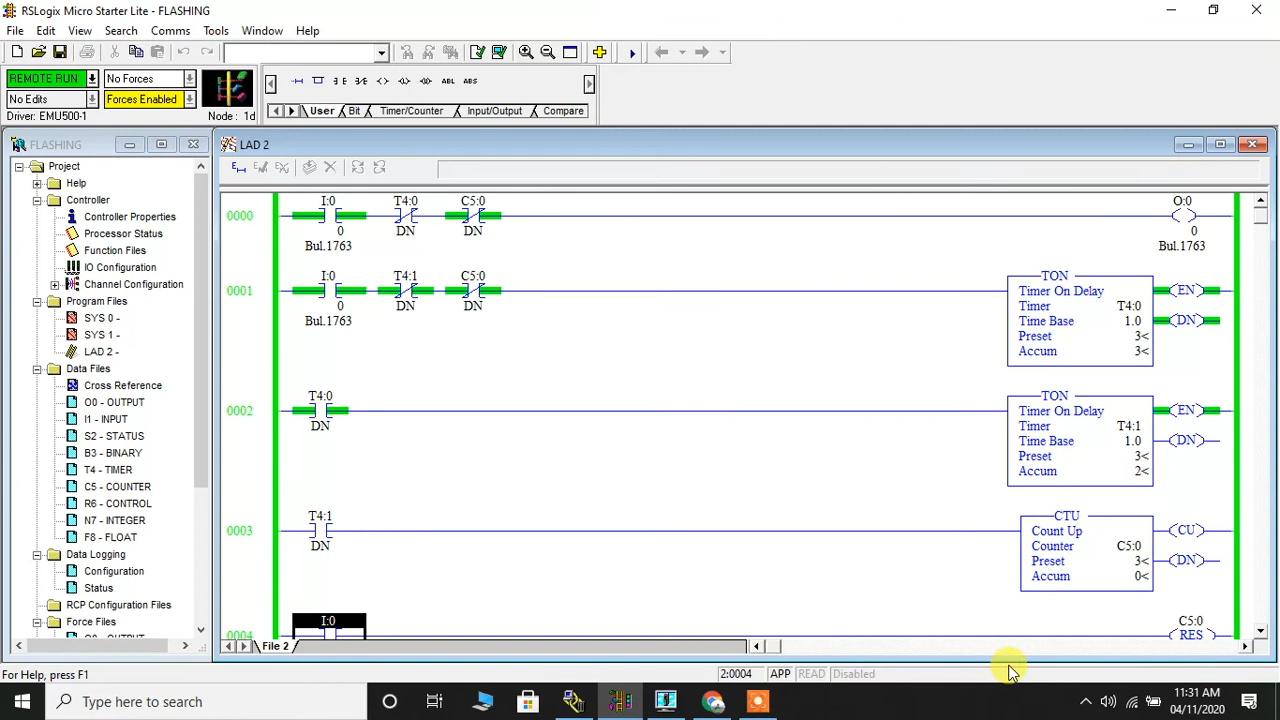 RSLogix Micro Starter Lite - FLASHING
File Edit View Search Comms Tools Window Help
REMOTE RUN No Forces
No Edits Forces Enabled
Driver: EMU500-1 Node : 1d
ABL ABS
User Bit Timer/Counter Input/Output Compare
FLASHING
Project
Help
Controller
Controller Properties
Processor Status
Function Files
IO Configuration
Channel Configuration
Program Files
SYS 0 -
SYS 1 -
LAD 2 -
Data Files
Cross Reference
O0 - OUTPUT
I1 - INPUT
S2 - STATUS
B3 - BINARY
T4 - TIMER
C5 - COUNTER
R6 - CONTROL
N7 - INTEGER
F8 - FLOAT
Data Logging
Configuration
Status
RCP Configuration Files
Force Files
O0 - OUTPUT
LAD 2
I:0 T4:0 C5:0 O:0
0000
0 DN DN 0
Bul.1763 Bul.1763
I:0 T4:1 C5:0 TON
0001 Timer On Delay EN
0 DN DN Timer T4:0
Bul.1763 Time Base 1.0 DN
Preset 3<
Accum 3<
T4:0 TON
0002 Timer On Delay EN
DN Timer T4:1
Time Base 1.0 DN
Preset 3<
Accum 2<
T4:1 CTU
0003 Count Up CU
DN Counter C5:0
Preset 3< DN
Accum 0<
I:0 C5:0
0004 RES
File 2
For Help, press F1 2:0004 APP READ Disabled
Type here to search
11:31 AM
04/11/2020